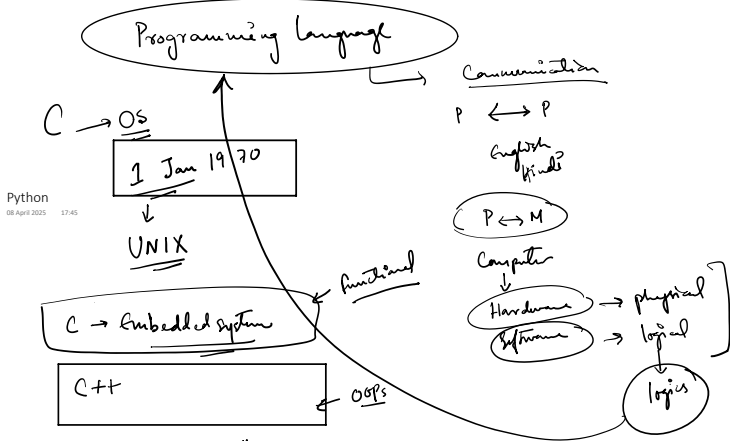 Programming Language
Communication
P ↔ P
English
Hindi
P ↔ M
Computer
Hardware → physical
Software → logical
logics
C → OS
1 Jan 1970
UNIX
Python
08 April 2025 17:45
functional
C → Embedded system
C++
OOPs